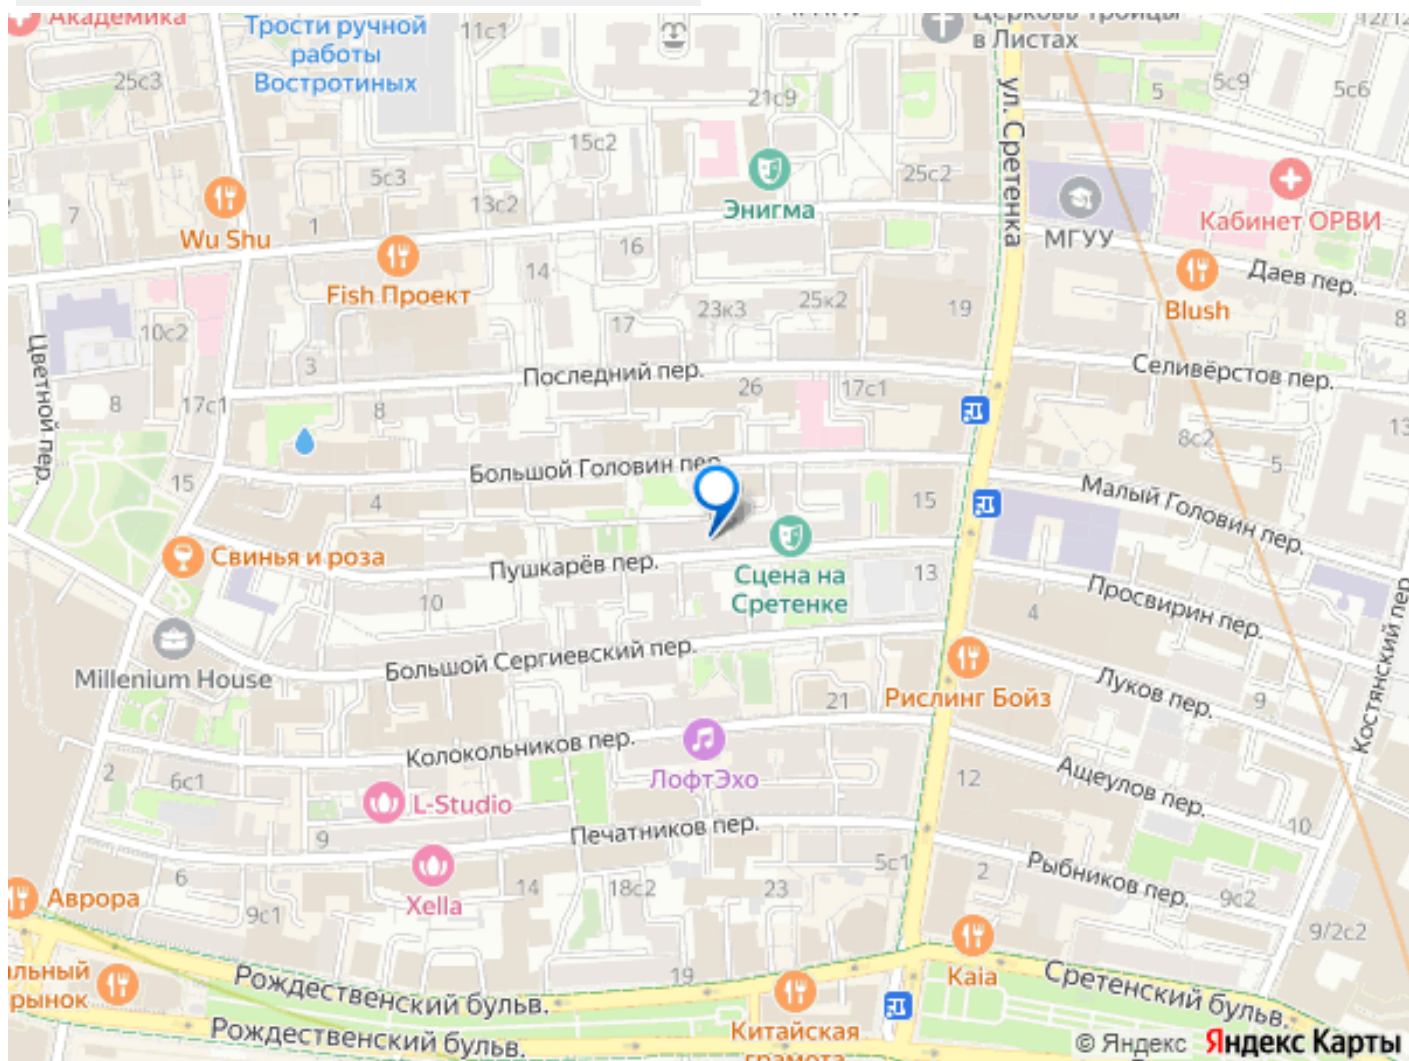 Академика
Трости ручной
работы
Востротиных
11с1
Церковь Троицы
в Листах
12/12
25с3
21с9
5
5с9
5с6
15с2
ул. Сретенка
5с3
25с2
Кабинет ОРВИ
7
Wu Shu
1
13с2
Энигма
МГУУ
16
Fish Проект
14
Даев пер.
Blush
23к3
25к2
19
8
10с2
17
Цветной пер.
3
Последний пер.
26
17с1
Селивёрстов пер.
8
17с1
8
13
8с2
5
Большой Головин пер.
15
4
15
Малый Головин пер.
Свинья и роза
Пушкарёв пер.
Сцена на
Сретенке
13
10
4
Просвирин пер.
Millenium House
Большой Сергиевский пер.
Рислинг Бойз
Луков пер.
9
Костянский пер.
21
Колокольников пер.
ЛофтЭхо
2
6с1
L-Studio
12
Ащеулов пер.
10
9
Печатников пер.
5с1
2
Рыбников пер.
6
14
18с2
23
9с2
Аврора
9с1
Xella
9/2с2
альный
рынок
Рождественский бульв.
19
Kaia
Сретенский бульв.
Рождественский бульв.
Китайская
грамота
© Яндекс Яндекс Карты